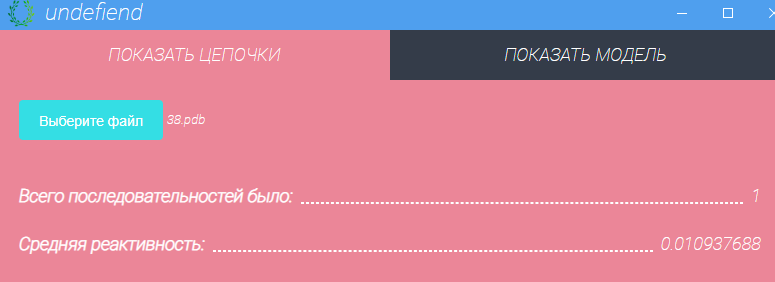 undefiend
ПОКАЗАТЬ ЦЕПОЧКИ ПОКАЗАТЬ МОДЕЛЬ
Выберите файл 38.pdb
Всего последовательностей было: 1
Средняя реактивность: 0.010937688